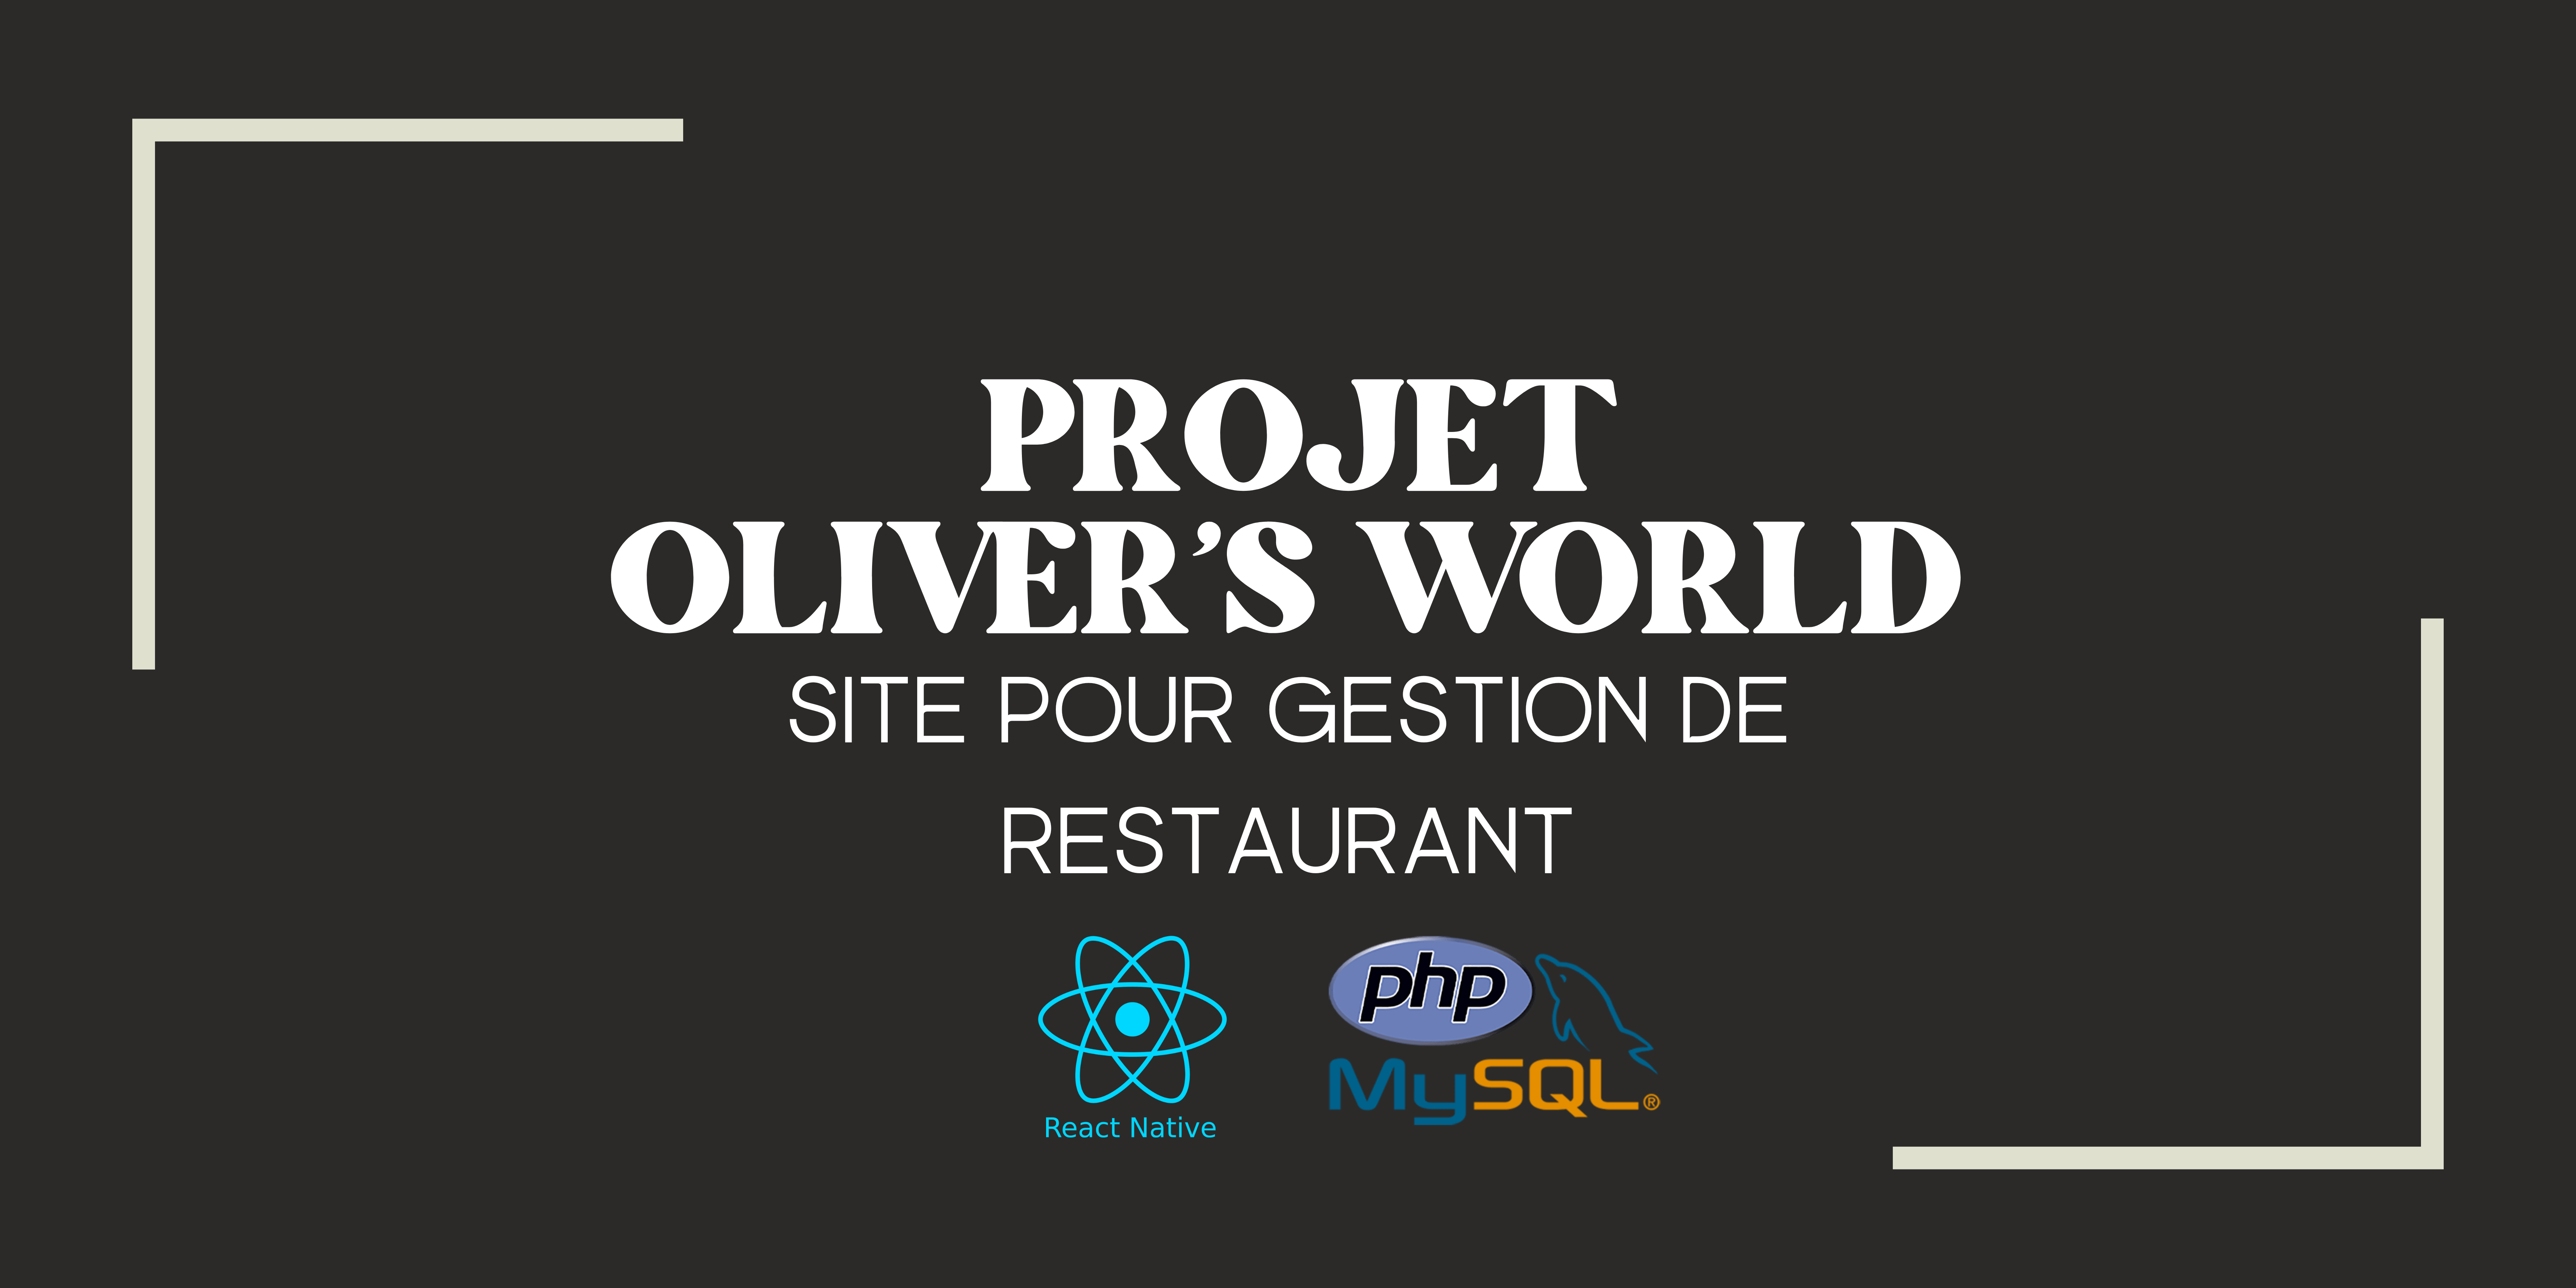 PROJET
OLIVER’S WORLD
SITE POUR GESTION DE
RESTAURANT
php
MySQL®
React Native